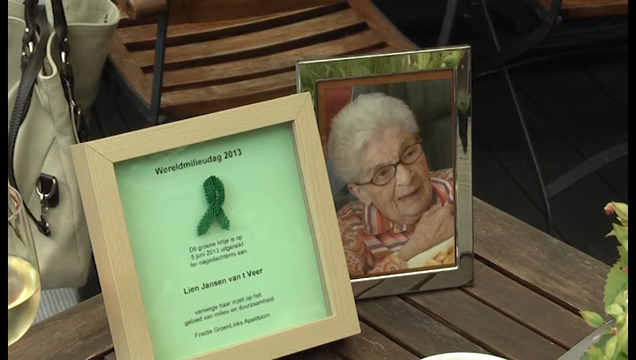 Wereldmilieudag 2013
Dit groene lintje is op
5 juni 2013 uitgereikt
ter nagedachtenis aan
Lien Jansen van t Veer
vanwege haar inzet op het
gebied van milieu en duurzaamheid
Fractie GroenLinks Apeldoorn